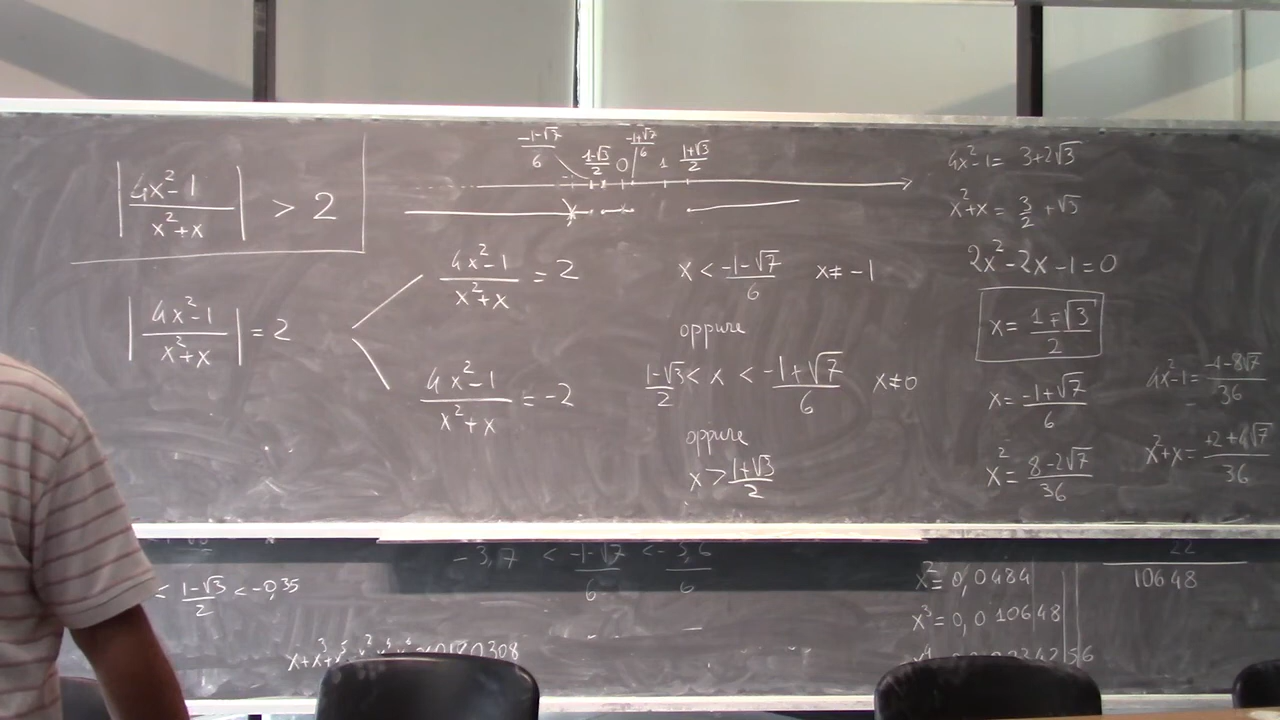 |(4x²-1)/(x²+x)| > 2
|(4x²-1)/(x²+x)| = 2
(4x²-1)/(x²+x) = 2
(4x²-1)/(x²+x) = -2
(-1-√7)/6 (1-√3)/2 0 (-1+√7)/6 1 (1+√3)/2
x < (-1-√7)/6 x≠-1
oppure
(1-√3)/2 < x < (-1+√7)/6 x≠0
oppure
x > (1+√3)/2
4x²-1 = 3+2√3
x²+x = 3/2 + √3
2x²-2x-1=0
x = (1∓√3)/2
x = (-1+√7)/6
x² = (8-2√7)/36
4x²-1 = (-4-8√7)/36
x²+x = (+2+4√7)/36
< (1-√3)/2 < -0,35
-3,7 < (-1-√7)/6 < -3,6/6
x² = 0,0484
x³ = 0,010648
22
10648